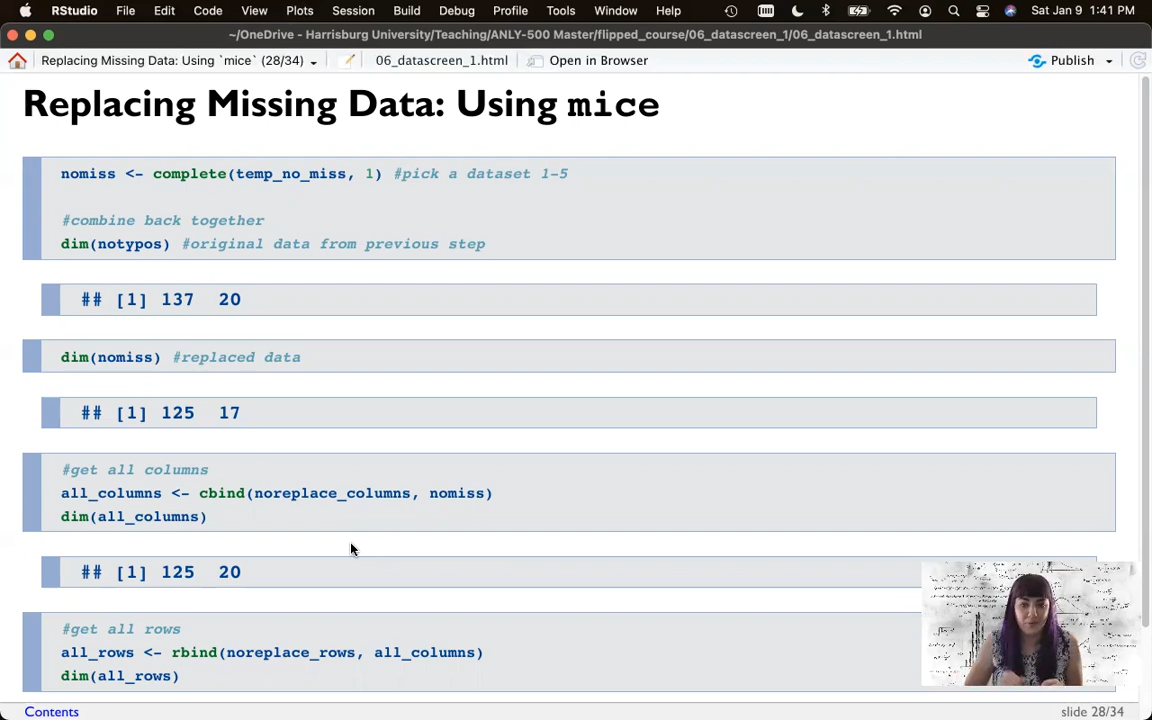 RStudio File Edit Code View Plots Session Build Debug Profile Tools Window Help Sat Jan 9 1:41 PM
~/OneDrive - Harrisburg University/Teaching/ANLY-500 Master/flipped_course/06_datascreen_1/06_datascreen_1.html
Replacing Missing Data: Using `mice` (28/34) 06_datascreen_1.html Open in Browser Publish
Replacing Missing Data: Using mice
nomiss <- complete(temp_no_miss, 1) #pick a dataset 1-5
#combine back together
dim(notypos) #original data from previous step
## [1] 137 20
dim(nomiss) #replaced data
## [1] 125 17
#get all columns
all_columns <- cbind(noreplace_columns, nomiss)
dim(all_columns)
## [1] 125 20
#get all rows
all_rows <- rbind(noreplace_rows, all_columns)
dim(all_rows)
Contents slide 28/34